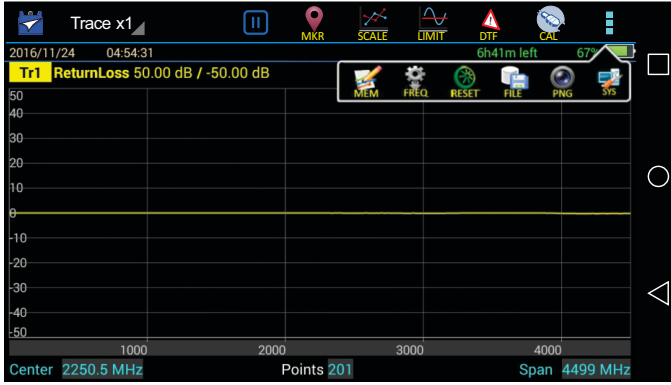 Trace x1
MKR SCALE LIMIT DTF CAL
2016/11/24 04:54:31 6h41m left 67%
Tr1 ReturnLoss 50.00 dB / -50.00 dB
MEM FREQ RESET FILE PNG SYS
50
40
30
20
10
0
-10
-20
-30
-40
-50
1000 2000 3000 4000
Center 2250.5 MHz Points 201 Span 4499 MHz